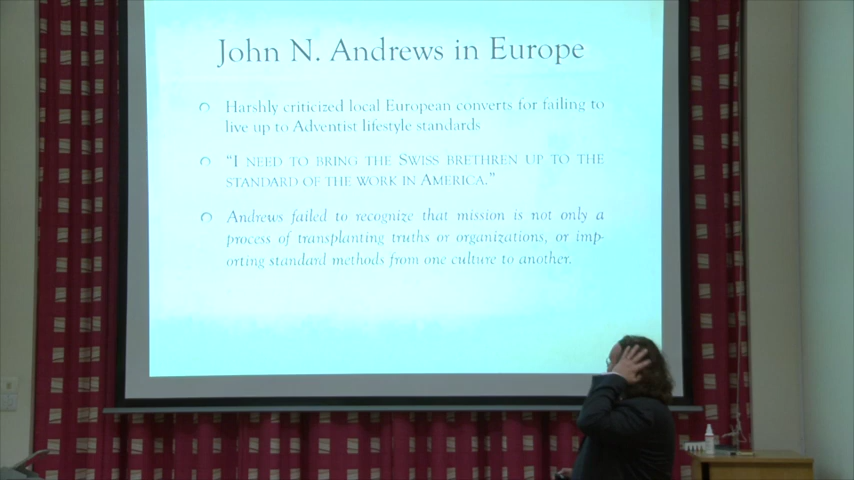 John N. Andrews in Europe
Harshly criticized local European converts for failing to
live up to Adventist lifestyle standards
“I NEED TO BRING THE SWISS BRETHREN UP TO THE
STANDARD OF THE WORK IN AMERICA.”
Andrews failed to recognize that mission is not only a
process of transplanting truths or organizations, or imp-
orting standard methods from one culture to another.